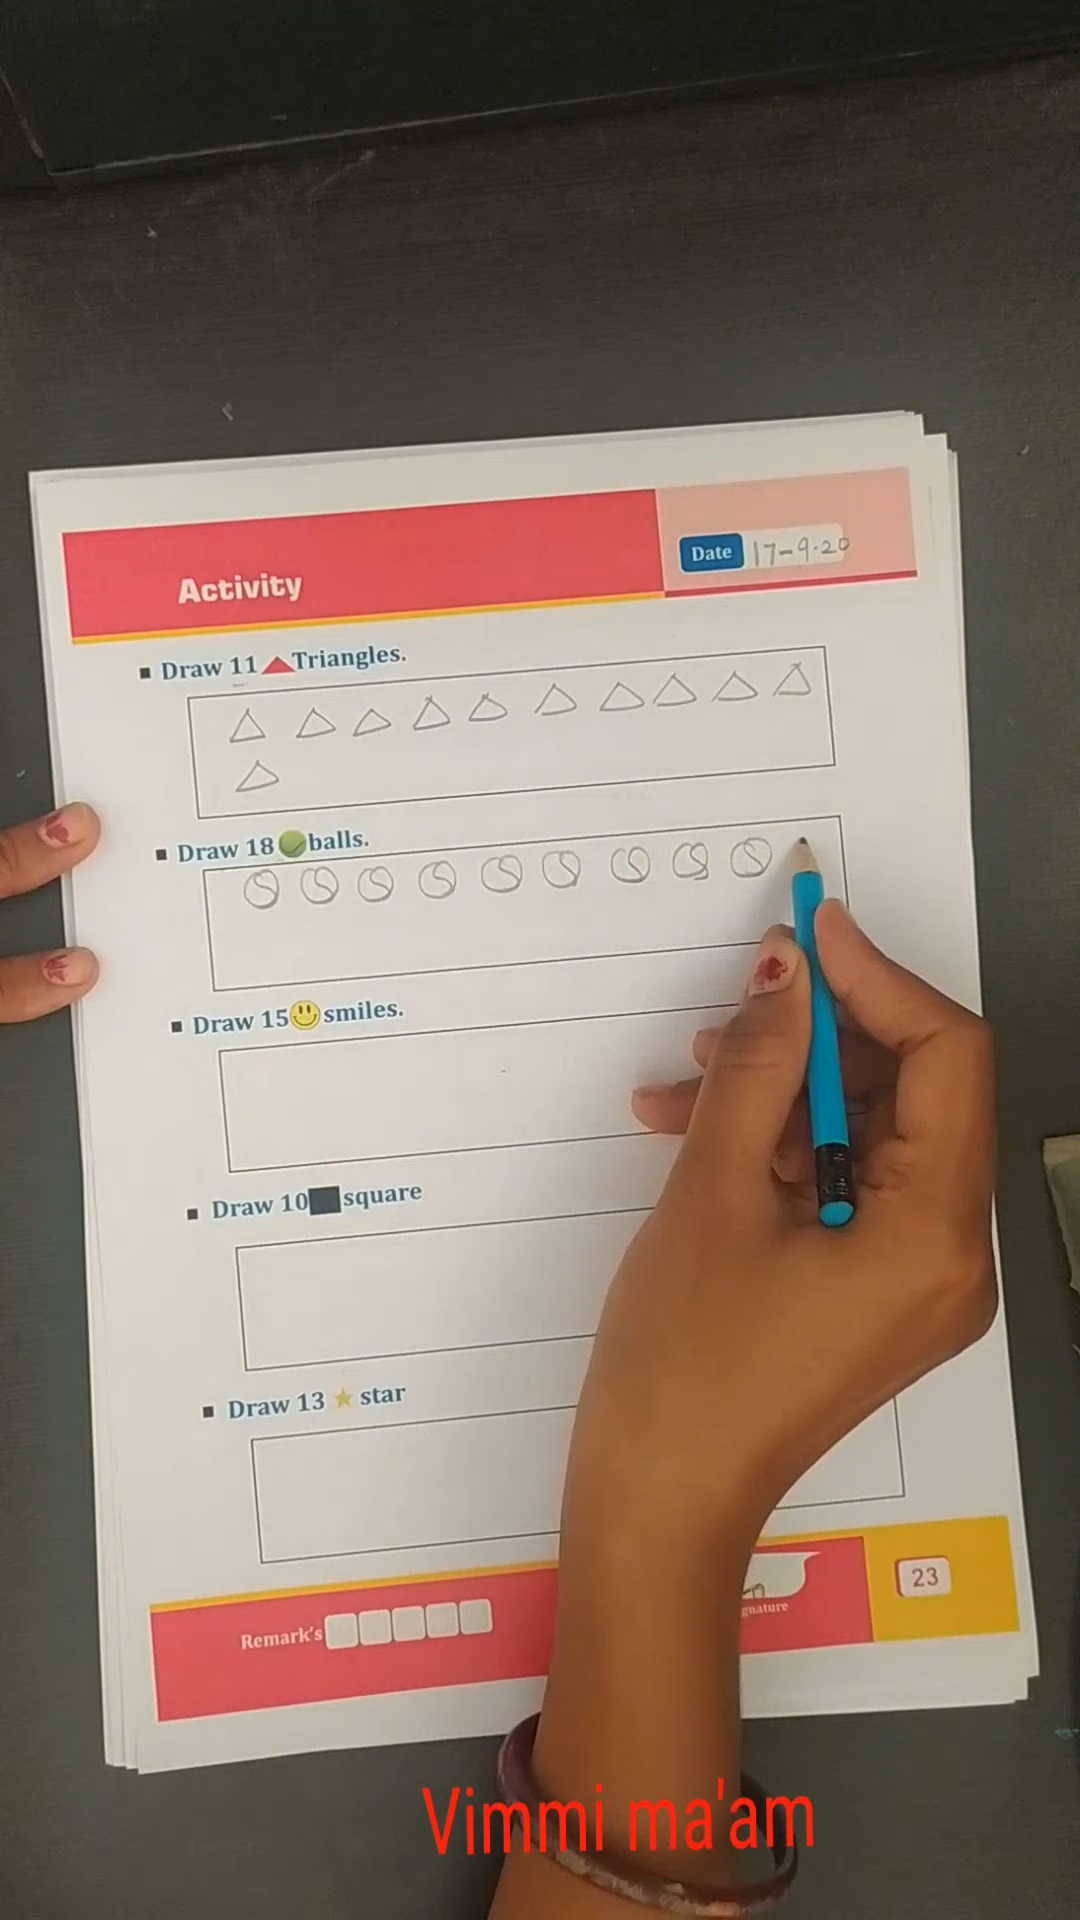 Activity
Date 17-9-20
Draw 11 Triangles.
Draw 18 balls.
Draw 15 smiles.
Draw 10 square
Draw 13 star
Remark's
gnature
23
Vimmi ma'am